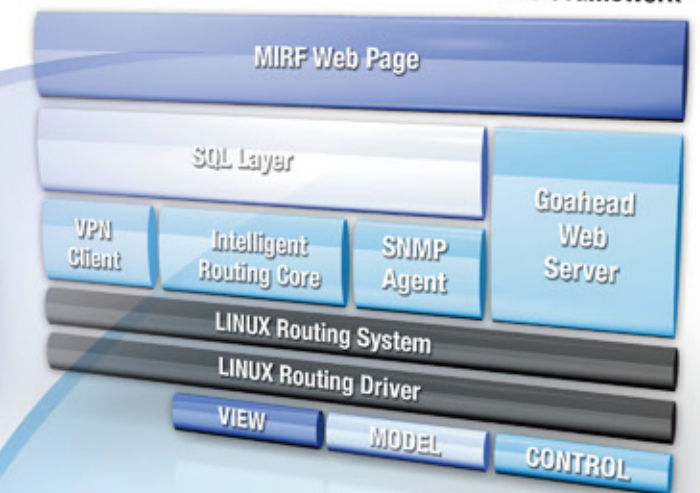 Framework
MIRF Web Page
SQL Layer
Goahead
Web
Server
VPN
Client
Intelligent
Routing Core
SNMP
Agent
LINUX Routing System
LINUX Routing Driver
VIEW
MODEL
CONTROL